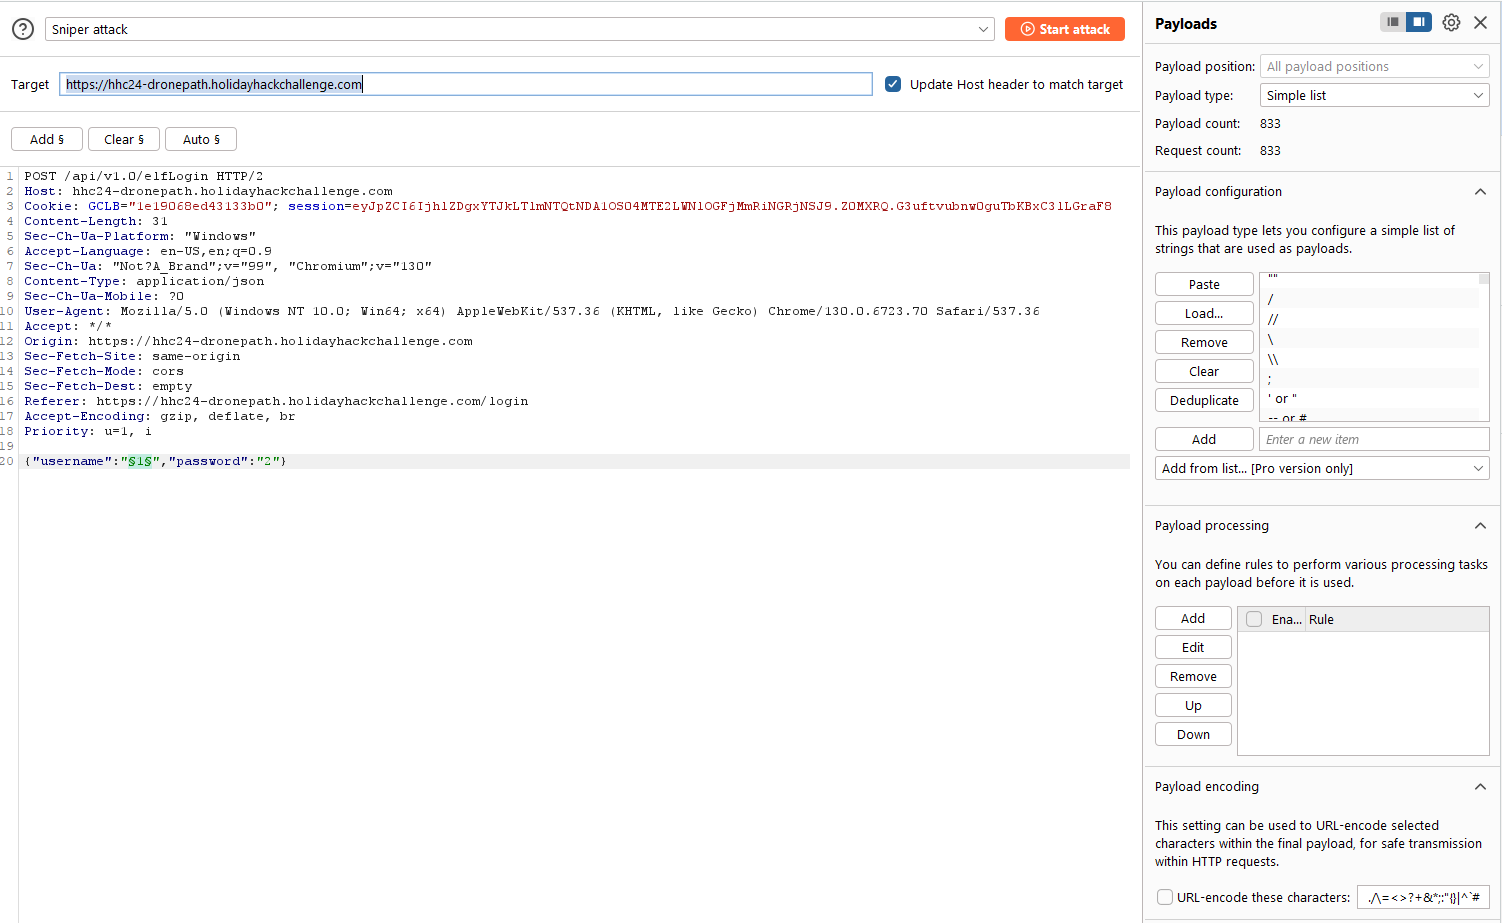 Sniper attack
Start attack
Target
https://hhc24-dronepath.holidayhackchallenge.com
Update Host header to match target
Add §
Clear §
Auto §
1 POST /api/v1.0/elfLogin HTTP/2
2 Host: hhc24-dronepath.holidayhackchallenge.com
3 Cookie: GCLB="1e19068ed43133b0"; session=
4 Content-Length: 31
5 Sec-Ch-Ua-Platform: "Windows"
6 Accept-Language: en-US,en;q=0.9
7 Sec-Ch-Ua: "Not?A_Brand";v="99", "Chromium";v="130"
8 Content-Type: application/json
9 Sec-Ch-Ua-Mobile: ?0
10 User-Agent: Mozilla/5.0 (Windows NT 10.0; Win64; x64) AppleWebKit/537.36 (KHTML, like Gecko) Chrome/130.0.6723.70 Safari/537.36
11 Accept: */*
12 Origin: https://hhc24-dronepath.holidayhackchallenge.com
13 Sec-Fetch-Site: same-origin
14 Sec-Fetch-Mode: cors
15 Sec-Fetch-Dest: empty
16 Referer: https://hhc24-dronepath.holidayhackchallenge.com/login
17 Accept-Encoding: gzip, deflate, br
18 Priority: u=1, i
19
20 {"username":"§1§","password":"2"}
Payloads
Payload position: All payload positions
Payload type: Simple list
Payload count: 833
Request count: 833
Payload configuration
This payload type lets you configure a simple list of
strings that are used as payloads.
Paste
Load...
Remove
Clear
Deduplicate
""
/
//
\
\\
;
' or "
-- or #
Add
Enter a new item
Add from list... [Pro version only]
Payload processing
You can define rules to perform various processing tasks
on each payload before it is used.
Add
Edit
Remove
Up
Down
Ena... Rule
Payload encoding
This setting can be used to URL-encode selected
characters within the final payload, for safe transmission
within HTTP requests.
URL-encode these characters: ./\=<>?+&*;:"{}|^`#